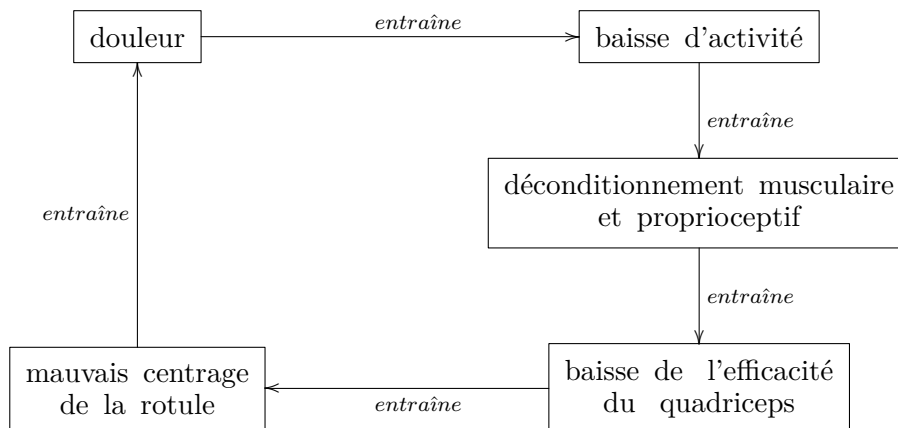 douleur
entraîne
baisse d'activité
entraîne
déconditionnement musculaire
et proprioceptif
entraîne
baisse de l'efficacité
du quadriceps
entraîne
mauvais centrage
de la rotule
entraîne